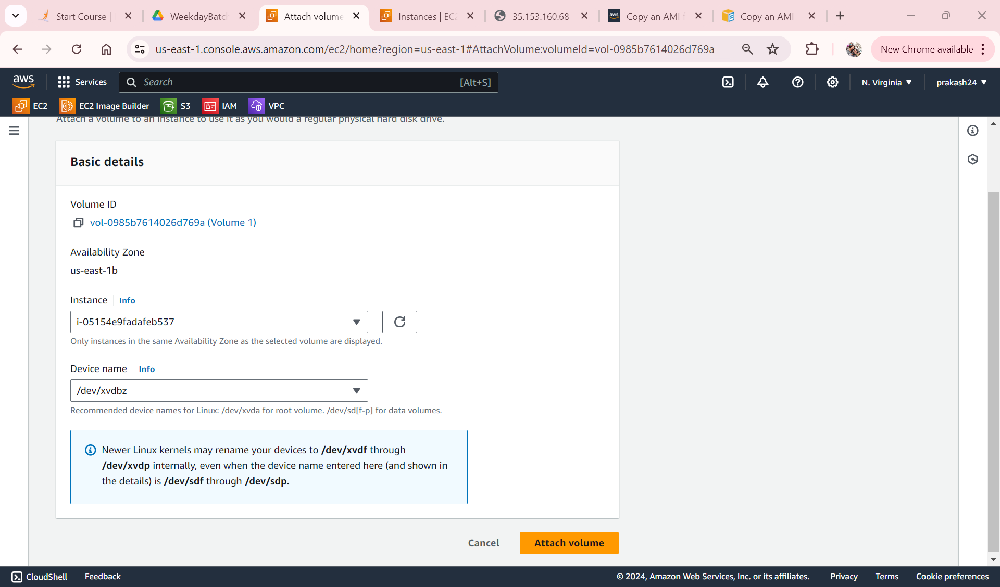 Start Course |
WeekdayBatch
Attach volume
Instances | EC2
35.153.160.68
Copy an AMI f
Copy an AMI -
us-east-1.console.aws.amazon.com/ec2/home?region=us-east-1#AttachVolume:volumeId=vol-0985b7614026d769a
New Chrome available
aws
Services
Search
[Alt+S]
N. Virginia
prakash24
EC2
EC2 Image Builder
S3
IAM
VPC
Attach a volume to an instance to use it as you would a regular physical hard disk drive.
Basic details
Volume ID
vol-0985b7614026d769a (Volume 1)
Availability Zone
us-east-1b
Instance
Info
i-05154e9fadafeb537
Only instances in the same Availability Zone as the selected volume are displayed.
Device name
Info
/dev/xvdbz
Recommended device names for Linux: /dev/xvda for root volume. /dev/sd[f-p] for data volumes.
Newer Linux kernels may rename your devices to /dev/xvdf through
/dev/xvdp internally, even when the device name entered here (and shown in
the details) is /dev/sdf through /dev/sdp.
Cancel
Attach volume
CloudShell
Feedback
© 2024, Amazon Web Services, Inc. or its affiliates.
Privacy
Terms
Cookie preferences